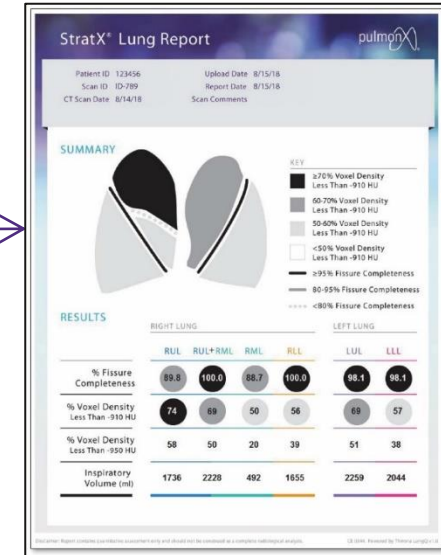 StratX® Lung Report
pulmonx
Patient ID 123456
Scan ID ID-789
CT Scan Date 8/14/18
Upload Date 8/15/18
Report Date 8/15/18
Scan Comments
SUMMARY
KEY
≥70% Voxel Density
Less Than -910 HU
60-70% Voxel Density
Less Than -910 HU
50-60% Voxel Density
Less Than -910 HU
<50% Voxel Density
Less Than -910 HU
≥95% Fissure Completeness
80-95% Fissure Completeness
<80% Fissure Completeness
RESULTS
RIGHT LUNG LEFT LUNG
RUL RUL+RML RML RLL LUL LLL
% Fissure
Completeness
89.8 100.0 88.7 100.0 98.1 98.1
% Voxel Density
Less Than -910 HU
74 69 50 56 69 57
% Voxel Density
Less Than -950 HU
58 50 20 39 51 38
Inspiratory
Volume (ml)
1736 2228 492 1655 2259 2044